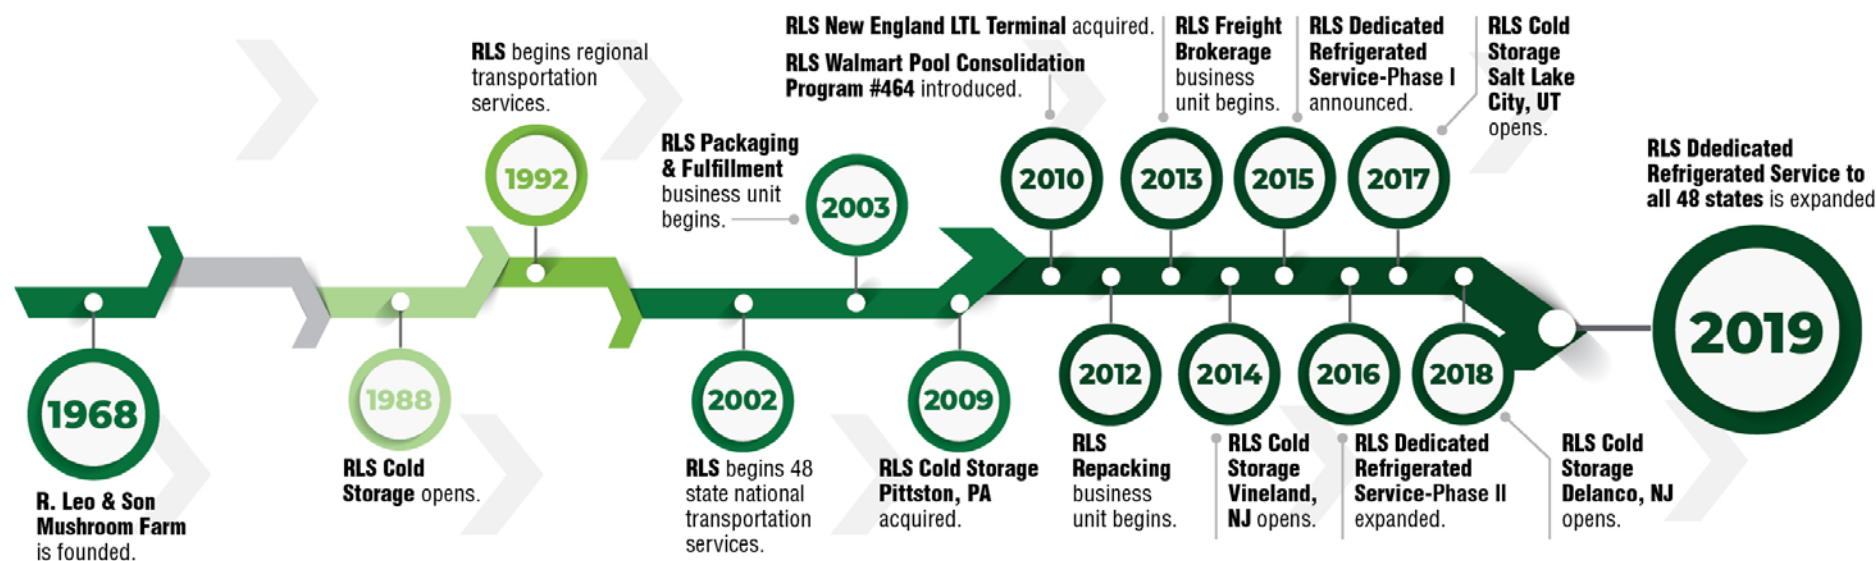 1968
R. Leo & Son
Mushroom Farm
is founded.
1988
RLS Cold
Storage opens.
RLS begins regional
transportation
services.
1992
2002
RLS begins 48
state national
transportation
services.
RLS Packaging
& Fulfillment
business unit
begins.
2003
2009
RLS Cold Storage
Pittston, PA
acquired.
RLS New England LTL Terminal acquired.
RLS Walmart Pool Consolidation
Program #464 introduced.
2010
2012
RLS
Repacking
business
unit begins.
RLS Freight
Brokerage
business
unit begins.
2013
2014
RLS Cold
Storage
Vineland,
NJ opens.
RLS Dedicated
Refrigerated
Service-Phase I
announced.
2015
2016
RLS Dedicated
Refrigerated
Service-Phase II
expanded.
RLS Cold
Storage
Salt Lake
City, UT
opens.
2017
2018
RLS Cold
Storage
Delanco, NJ
opens.
RLS Ddedicated
Refrigerated Service to
all 48 states is expanded
2019